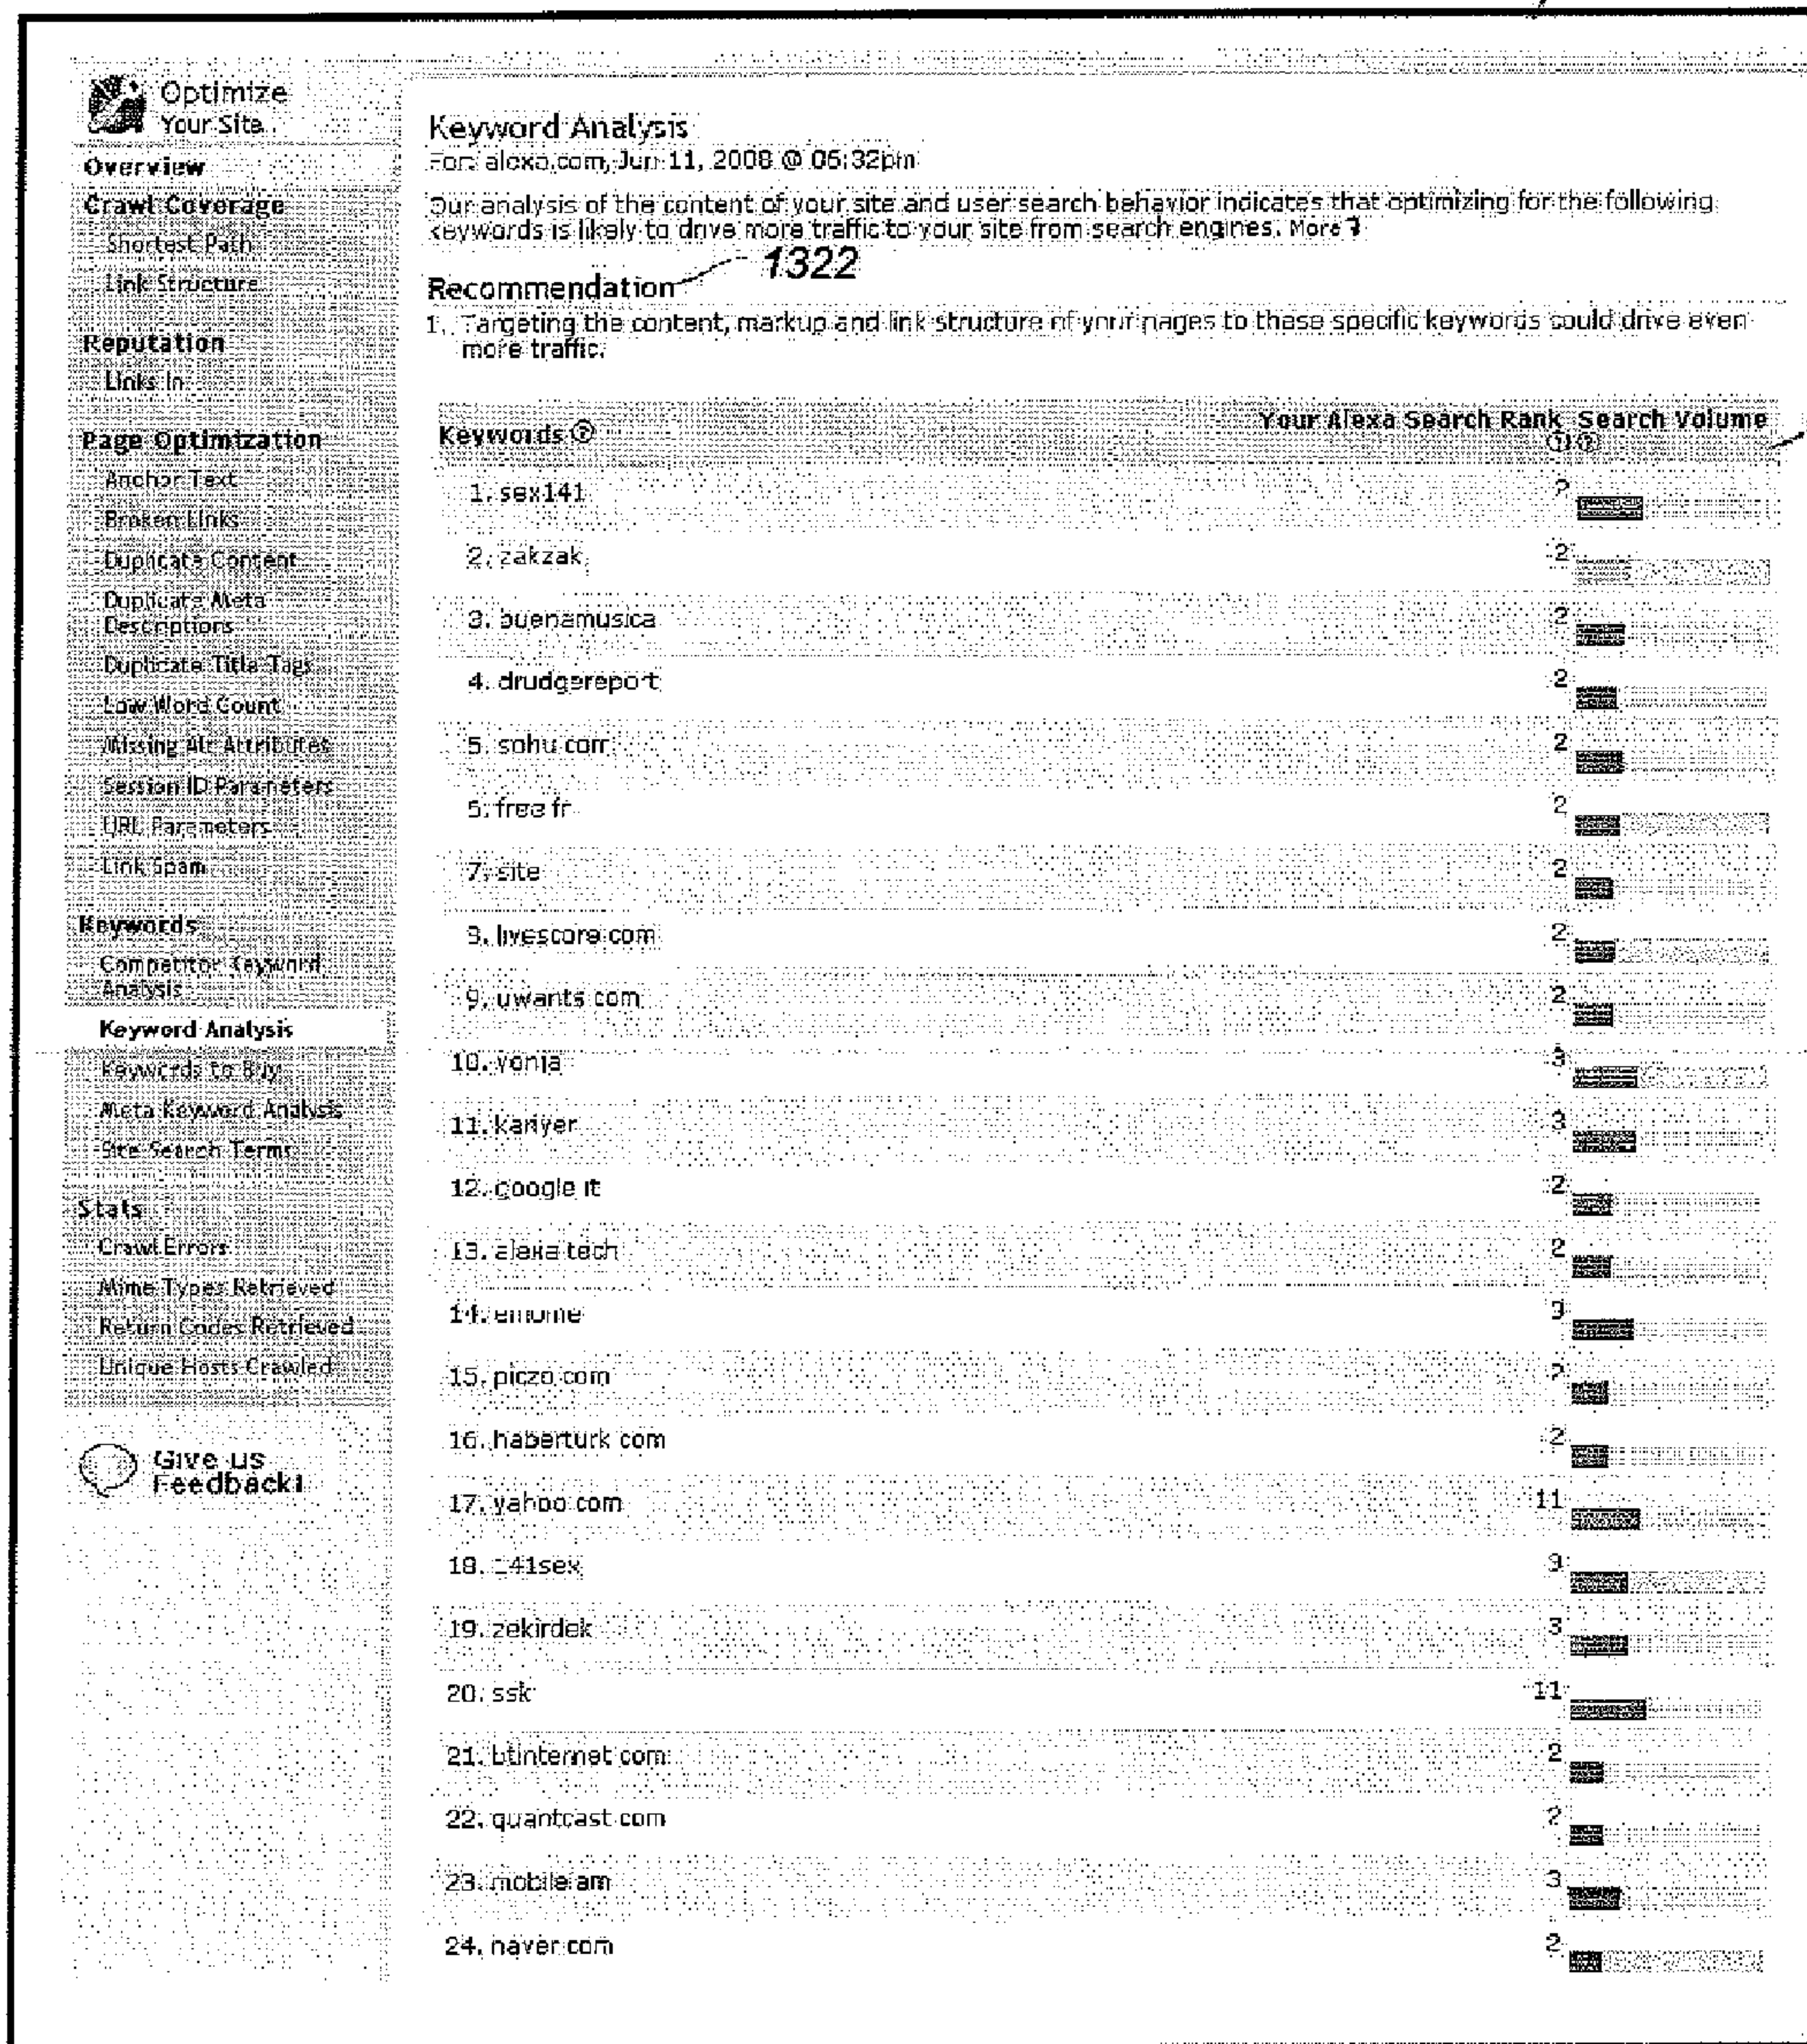 Optimize
Your Site
Overview
Crawl Coverage
Shortest Path
Link Structure
Reputation
Links In
Page Optimization
Anchor Text
Broken Links
Duplicate Content
Duplicate Meta
Descriptions
Duplicate Title Tags
Low Word Count
Missing Alt Attributes
Session ID Parameters
URL Parameters
Link Spam
Keywords
Competitor Keyword
Analysis
Keyword Analysis
Keywords to Buy
Meta Keyword Analysis
Site Search Terms
Stats
Crawl Errors
Mime Types Retrieved
Return Codes Retrieved
Unique Hosts Crawled
Give us
Feedback!
Keyword Analysis
For: alexa.com, Jun 11, 2008 @ 06:32pm
Our analysis of the content of your site and user search behavior indicates that optimizing for the following
keywords is likely to drive more traffic to your site from search engines. More
1322
Recommendation
1. Targeting the content, markup and link structure of your pages to these specific keywords could drive even
more traffic.
Keywords Your Alexa Search Rank Search Volume
1. sex141 2
2. zakzak 2
3. buenamusica 2
4. drudgereport 2
5. sohu com 2
6. free fr 2
7. site 2
8. livescore com 2
9. uwants com 2
10. yonja 3
11. kariyer 3
12. google it 2
13. alexa tech 2
14. 3
15. piczo com 2
16. haberturk com 2
17. yahoo com 11
18. 141sex
19. zekirdek 3
20. ssk 11
21. btinternet com 2
22. quantcast com 2
23. mobile am 3
24. naver com 2